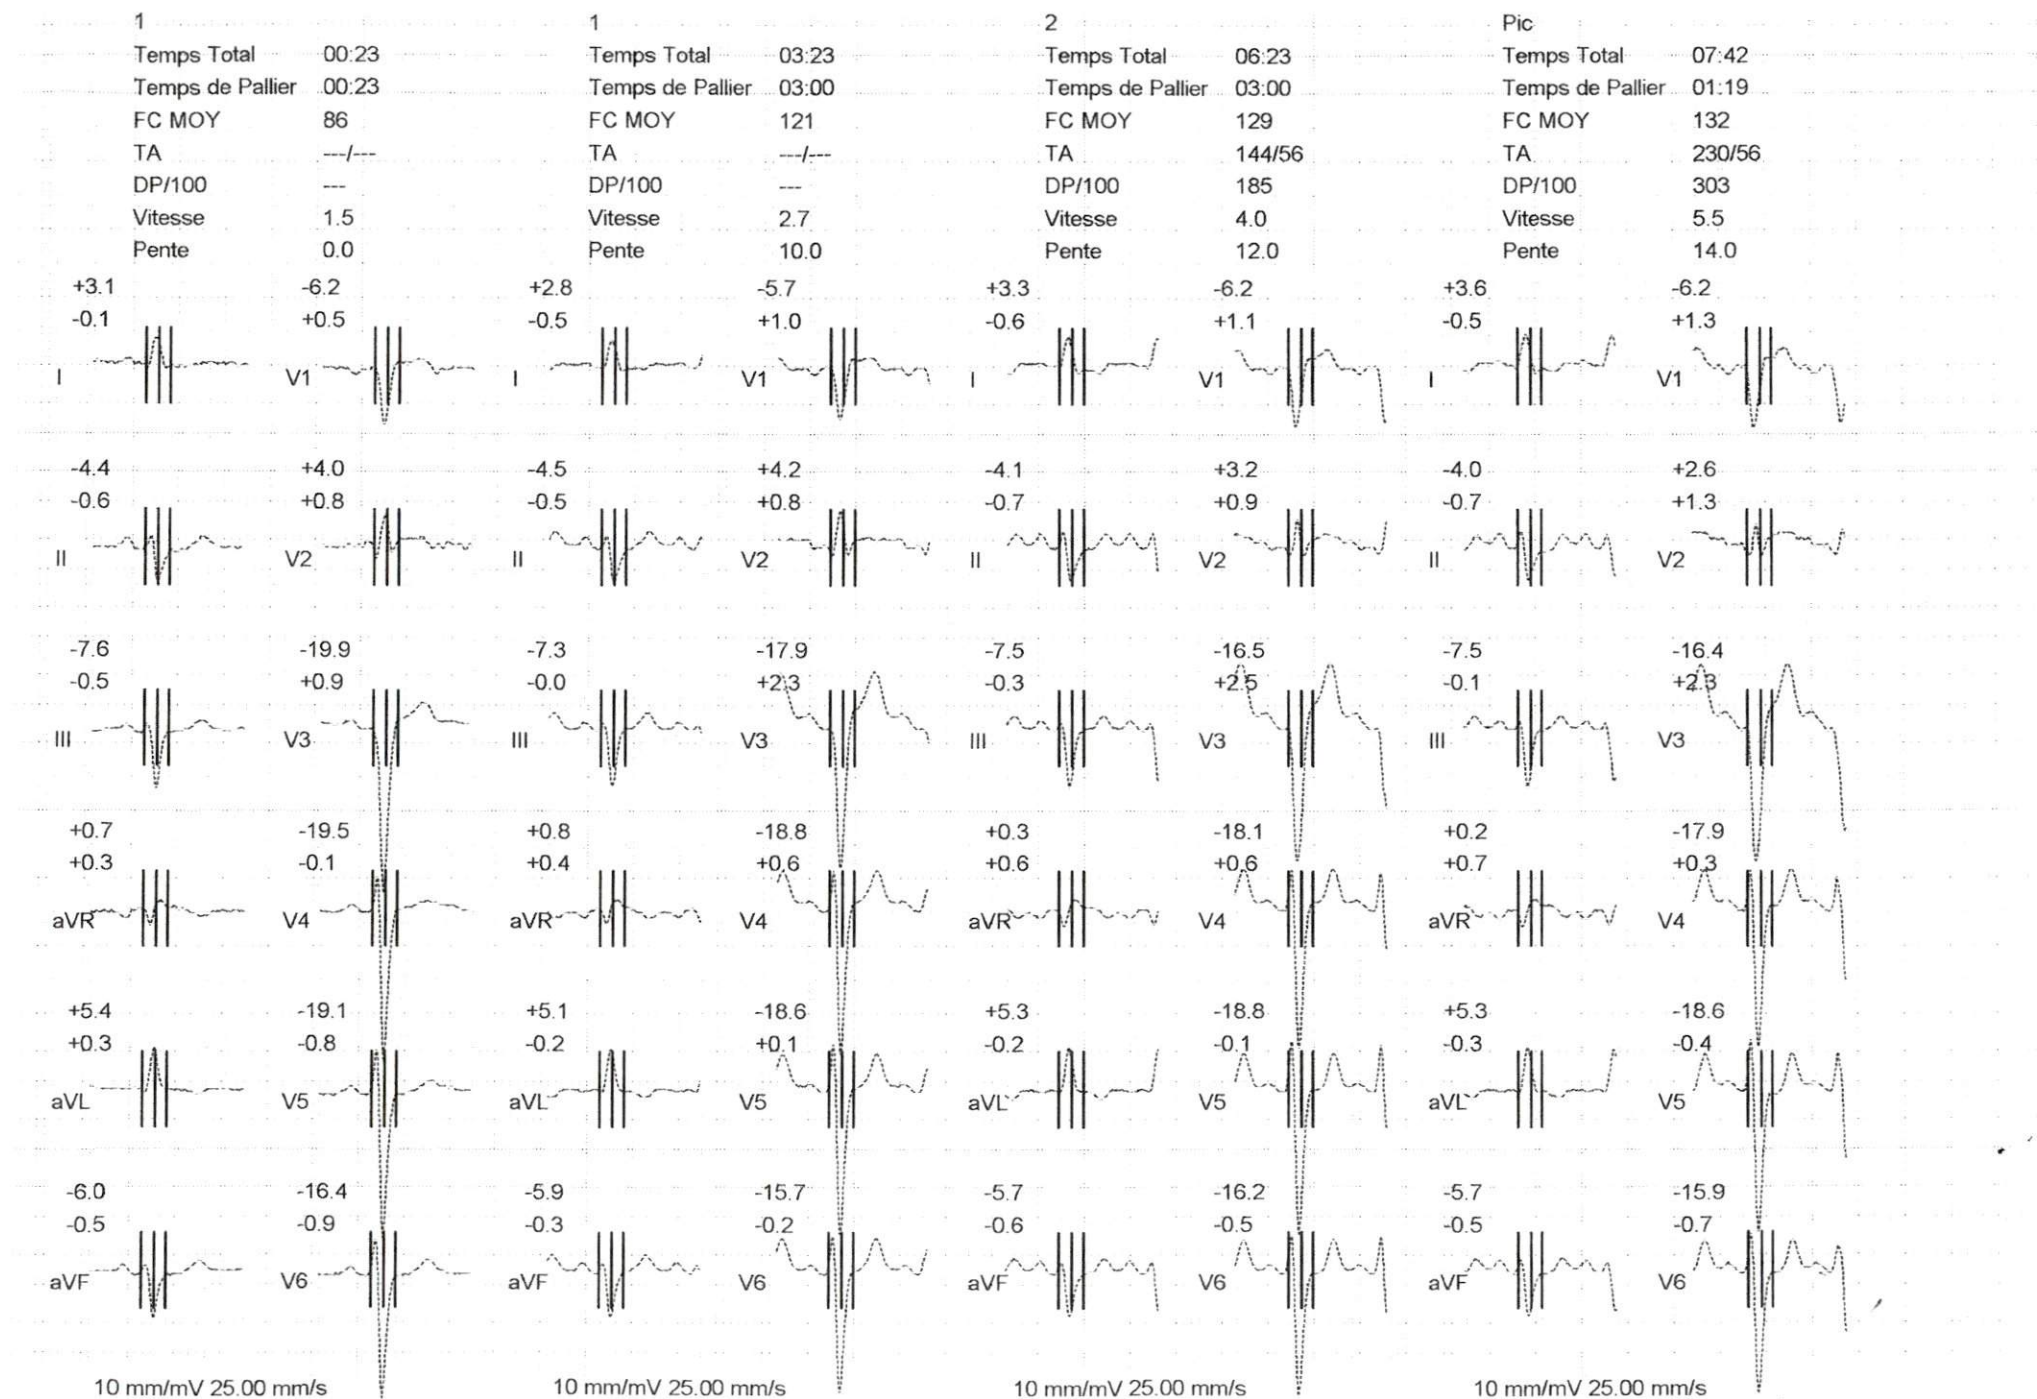 1 1 2 Pic
Temps Total 00:23 Temps Total 03:23 Temps Total 06:23 Temps Total 07:42
Temps de Pallier 00:23 Temps de Pallier 03:00 Temps de Pallier 03:00 Temps de Pallier 01:19
FC MOY 86 FC MOY 121 FC MOY 129 FC MOY 132
TA ---/--- TA ---/--- TA 144/56 TA 230/56
DP/100 --- DP/100 --- DP/100 185 DP/100 303
Vitesse 1.5 Vitesse 2.7 Vitesse 4.0 Vitesse 5.5
Pente 0.0 Pente 10.0 Pente 12.0 Pente 14.0
+3.1 -6.2 +2.8 -5.7 +3.3 -6.2 +3.6 -6.2
-0.1 +0.5 -0.5 +1.0 -0.6 +1.1 -0.5 +1.3
I V1 I V1 I V1 I V1
-4.4 +4.0 -4.5 +4.2 -4.1 +3.2 -4.0 +2.6
-0.6 +0.8 -0.5 +0.8 -0.7 +0.9 -0.7 +1.3
II V2 II V2 II V2 II V2
-7.6 -19.9 -7.3 -17.9 -7.5 -16.5 -7.5 -16.4
-0.5 +0.9 -0.0 +2.3 -0.3 +2.5 -0.1 +2.3
III V3 III V3 III V3 III V3
+0.7 -19.5 +0.8 -18.8 +0.3 -18.1 +0.2 -17.9
+0.3 -0.1 +0.4 +0.6 +0.6 +0.6 +0.7 +0.3
aVR V4 aVR V4 aVR V4 aVR V4
+5.4 -19.1 +5.1 -18.6 +5.3 -18.8 +5.3 -18.6
+0.3 -0.8 -0.2 +0.1 -0.2 -0.1 -0.3 -0.4
aVL V5 aVL V5 aVL V5 aVL V5
-6.0 -16.4 -5.9 -15.7 -5.7 -16.2 -5.7 -15.9
-0.5 -0.9 -0.3 -0.2 -0.6 -0.5 -0.5 -0.7
aVF V6 aVF V6 aVF V6 aVF V6
10 mm/mV 25.00 mm/s 10 mm/mV 25.00 mm/s 10 mm/mV 25.00 mm/s 10 mm/mV 25.00 mm/s